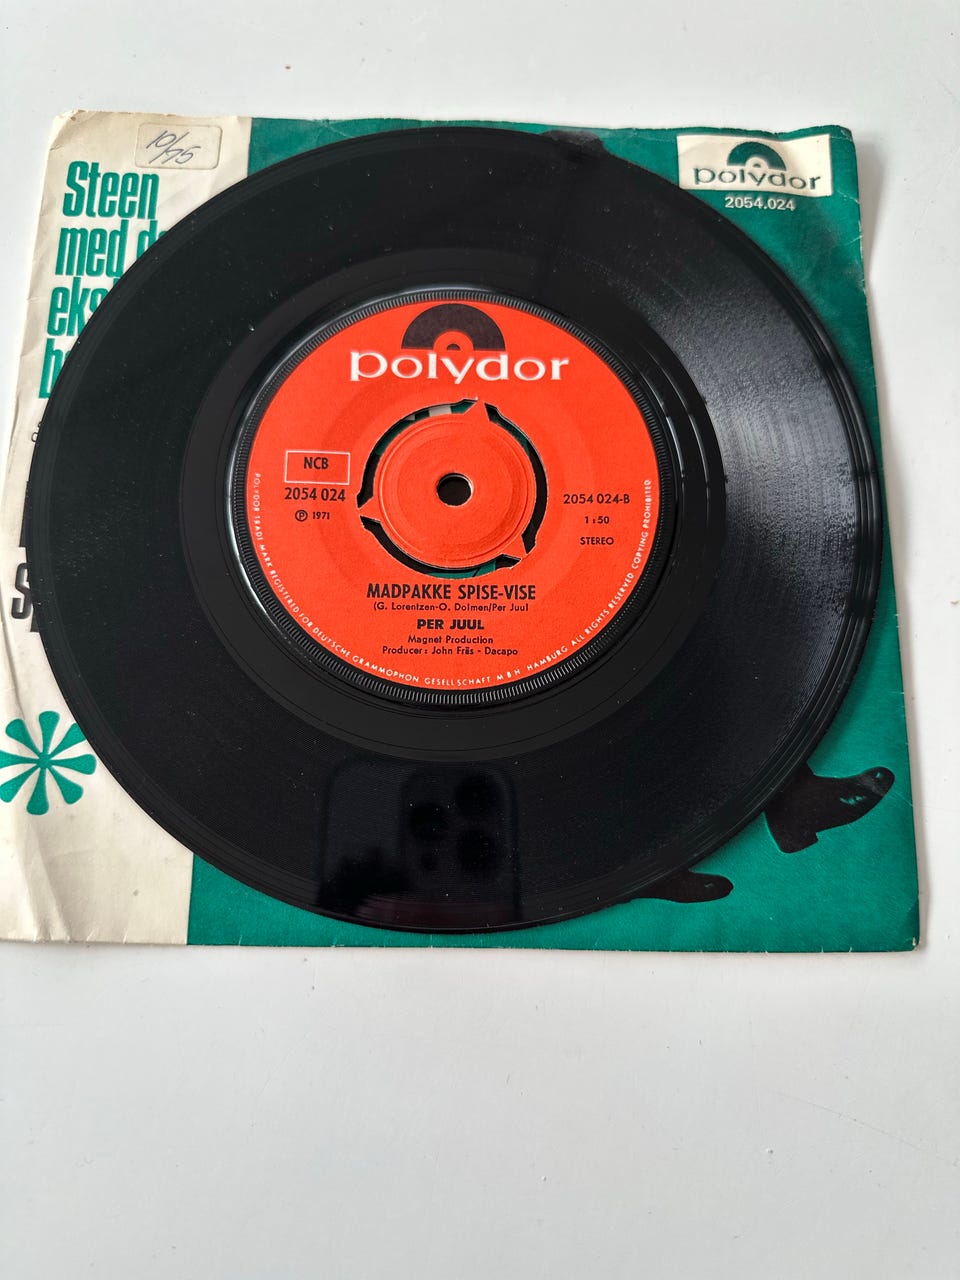 10/75
Steen
med
polydor
2054.024
polydor
NCB
2054 024
℗ 1971
2054 024-B
1:50
STEREO
MADPAKKE SPISE-VISE
(G. Lorentzen-O. Dolmen/Per Juul
PER JUUL
Magnet Production
Producer: John Fräs - Dacapo
POLYDOR TRADE MARK REGISTERED FOR DEUTSCHE GRAMMOPHON GESELLSCHAFT M B H HAMBURG ALL RIGHTS RESERVED COPYING PROHIBITED